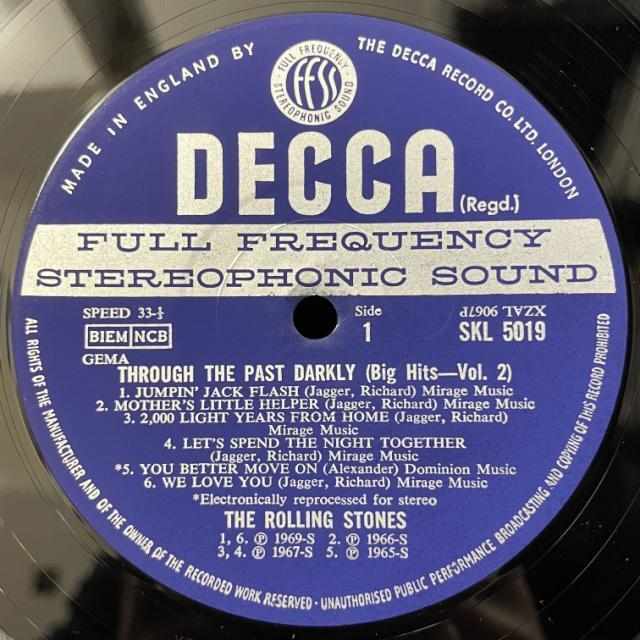 MADE IN ENGLAND BY THE DECCA RECORD CO. LTD. LONDON
FULL FREQUENCY STEREOPHONIC SOUND
FFSS
DECCA (Regd.)
FULL FREQUENCY
STEREOPHONIC SOUND
SPEED 33-⅓
BIEM NCB
GEMA
Side
1
XZAL 9067P
SKL 5019
THROUGH THE PAST DARKLY (Big Hits—Vol. 2)
1. JUMPIN' JACK FLASH (Jagger, Richard) Mirage Music
2. MOTHER'S LITTLE HELPER (Jagger, Richard) Mirage Music
3. 2,000 LIGHT YEARS FROM HOME (Jagger, Richard)
Mirage Music
4. LET'S SPEND THE NIGHT TOGETHER
(Jagger, Richard) Mirage Music
*5. YOU BETTER MOVE ON (Alexander) Dominion Music
6. WE LOVE YOU (Jagger, Richard) Mirage Music
*Electronically reprocessed for stereo
THE ROLLING STONES
1, 6. ℗ 1969-S 2. ℗ 1966-S
3, 4. ℗ 1967-S 5. ℗ 1965-S
ALL RIGHTS OF THE MANUFACTURER AND OF THE OWNER OF THE RECORDED WORK RESERVED · UNAUTHORISED PUBLIC PERFORMANCE BROADCASTING AND COPYING OF THIS RECORD PROHIBITED